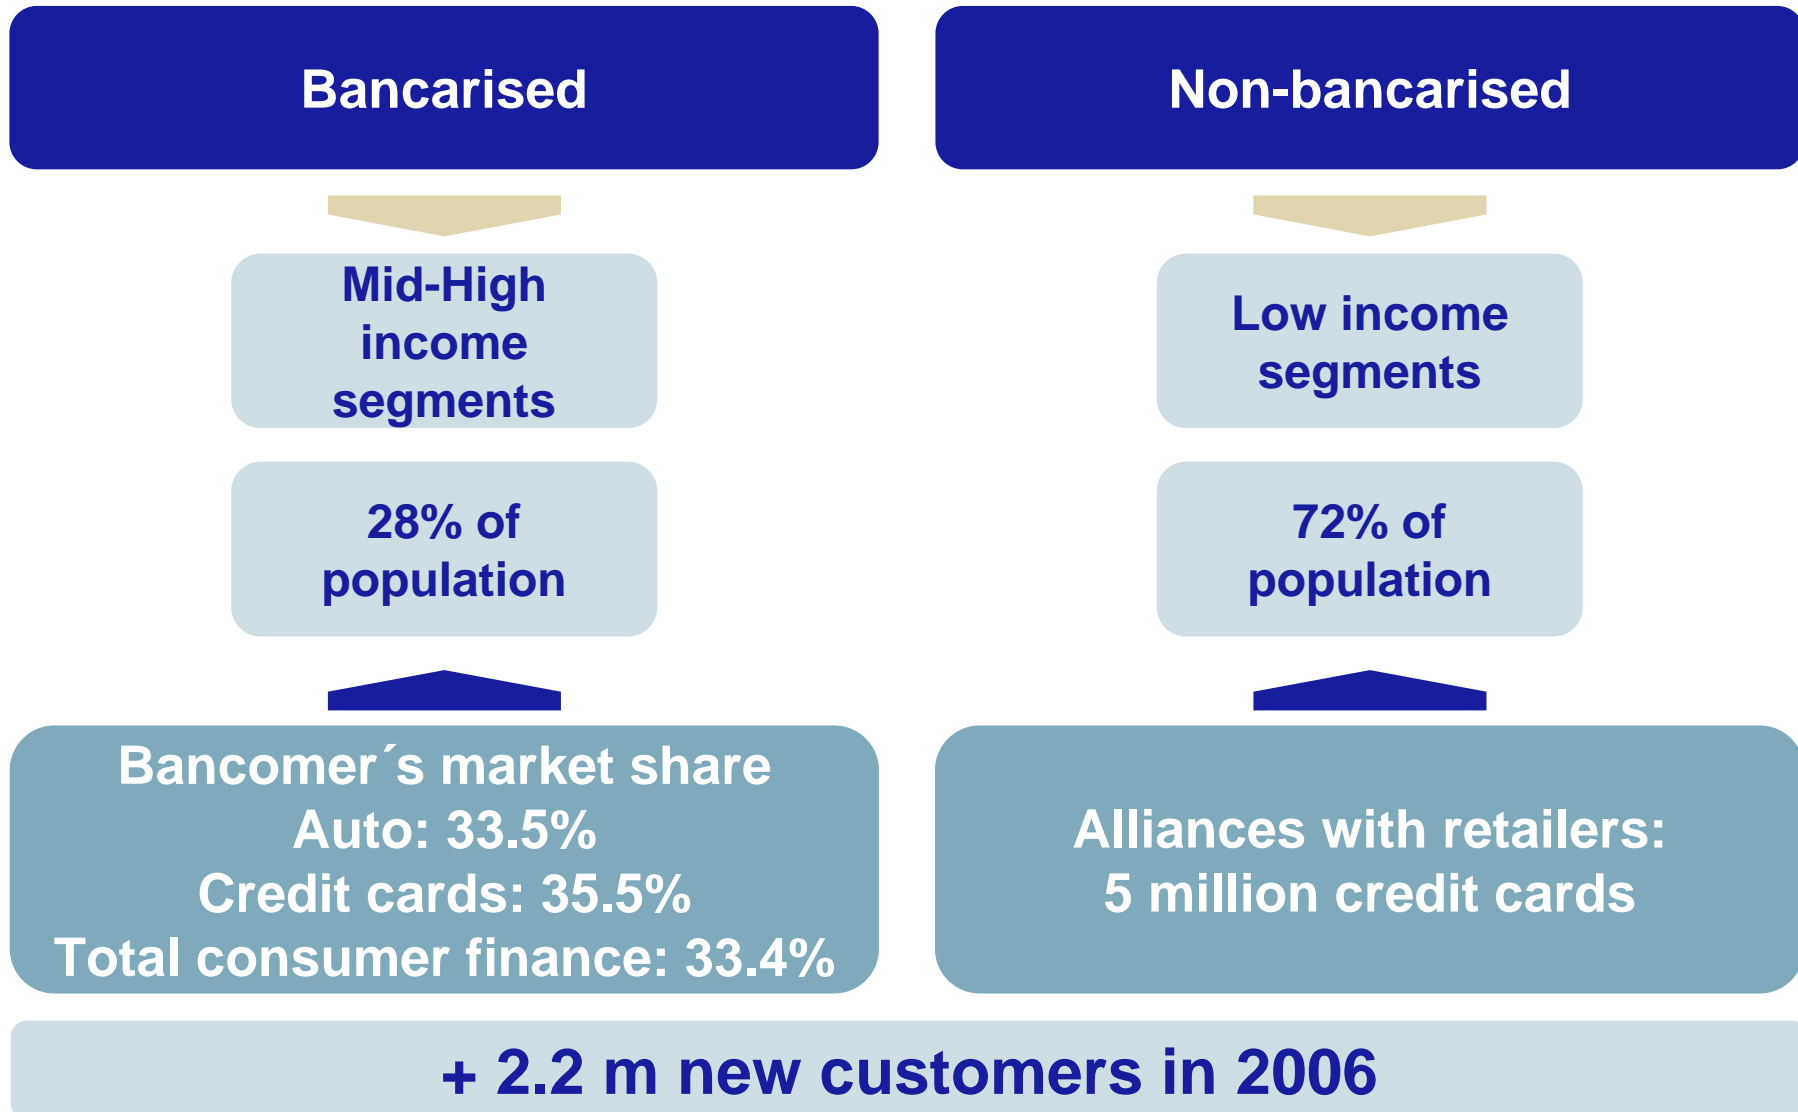 Bancarised
Non-bancarised
Mid-High
income
segments
Low income
segments
28% of
population
72% of
population
Bancomer´s market share
Auto: 33.5%
Credit cards: 35.5%
Total consumer finance: 33.4%
Alliances with retailers:
5 million credit cards
+ 2.2 m new customers in 2006